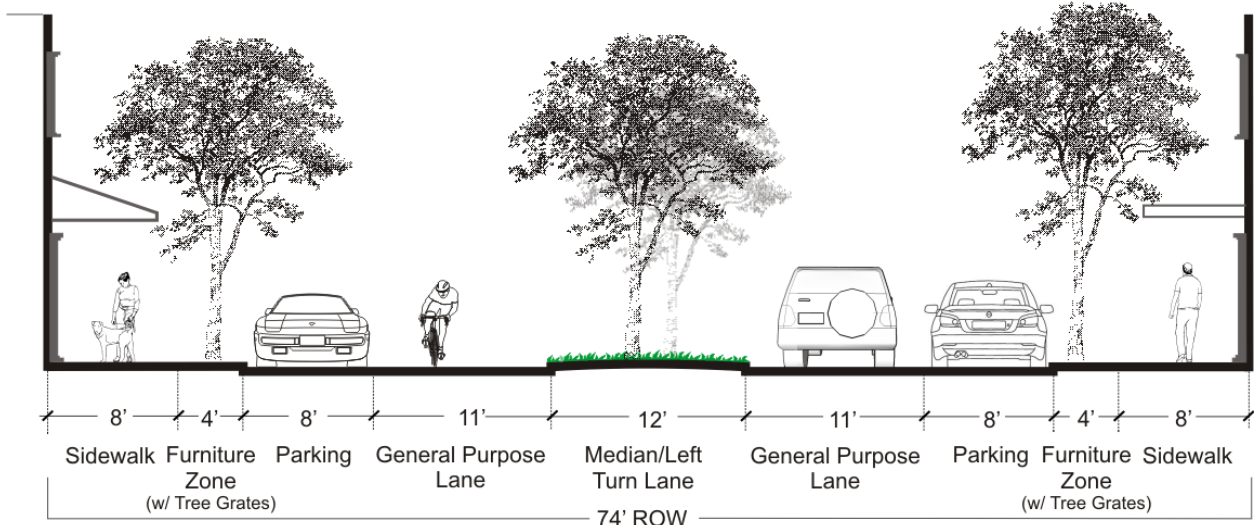 8' 4' 8' 11' 12' 11' 8' 4' 8'
Sidewalk Furniture Parking General Purpose Median/Left General Purpose Parking Furniture Sidewalk
Zone Lane Turn Lane Lane Zone
(w/ Tree Grates) (w/ Tree Grates)
74' ROW